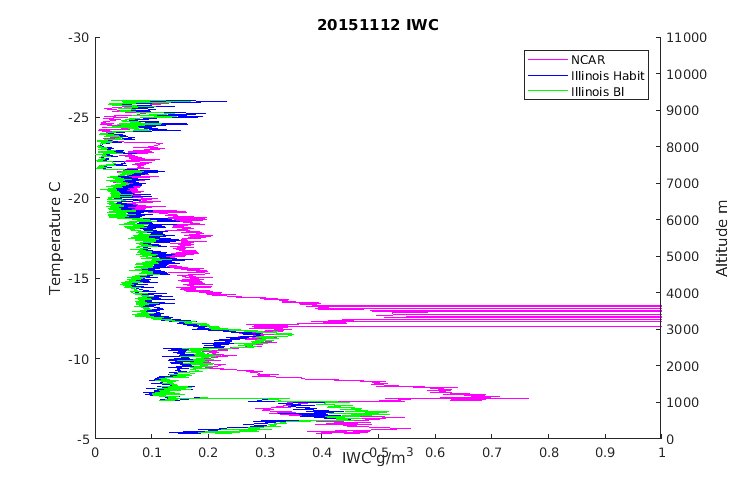 20151112 IWC
-30
-25
-20
-15
-10
-5
Temperature C
NCAR
Illinois Habit
Illinois BI
11000
10000
9000
8000
7000
6000
5000
4000
3000
2000
1000
0
Altitude m
0 0.1 0.2 0.3 0.4 0.5 0.6 0.7 0.8 0.9 1
IWC g/m³